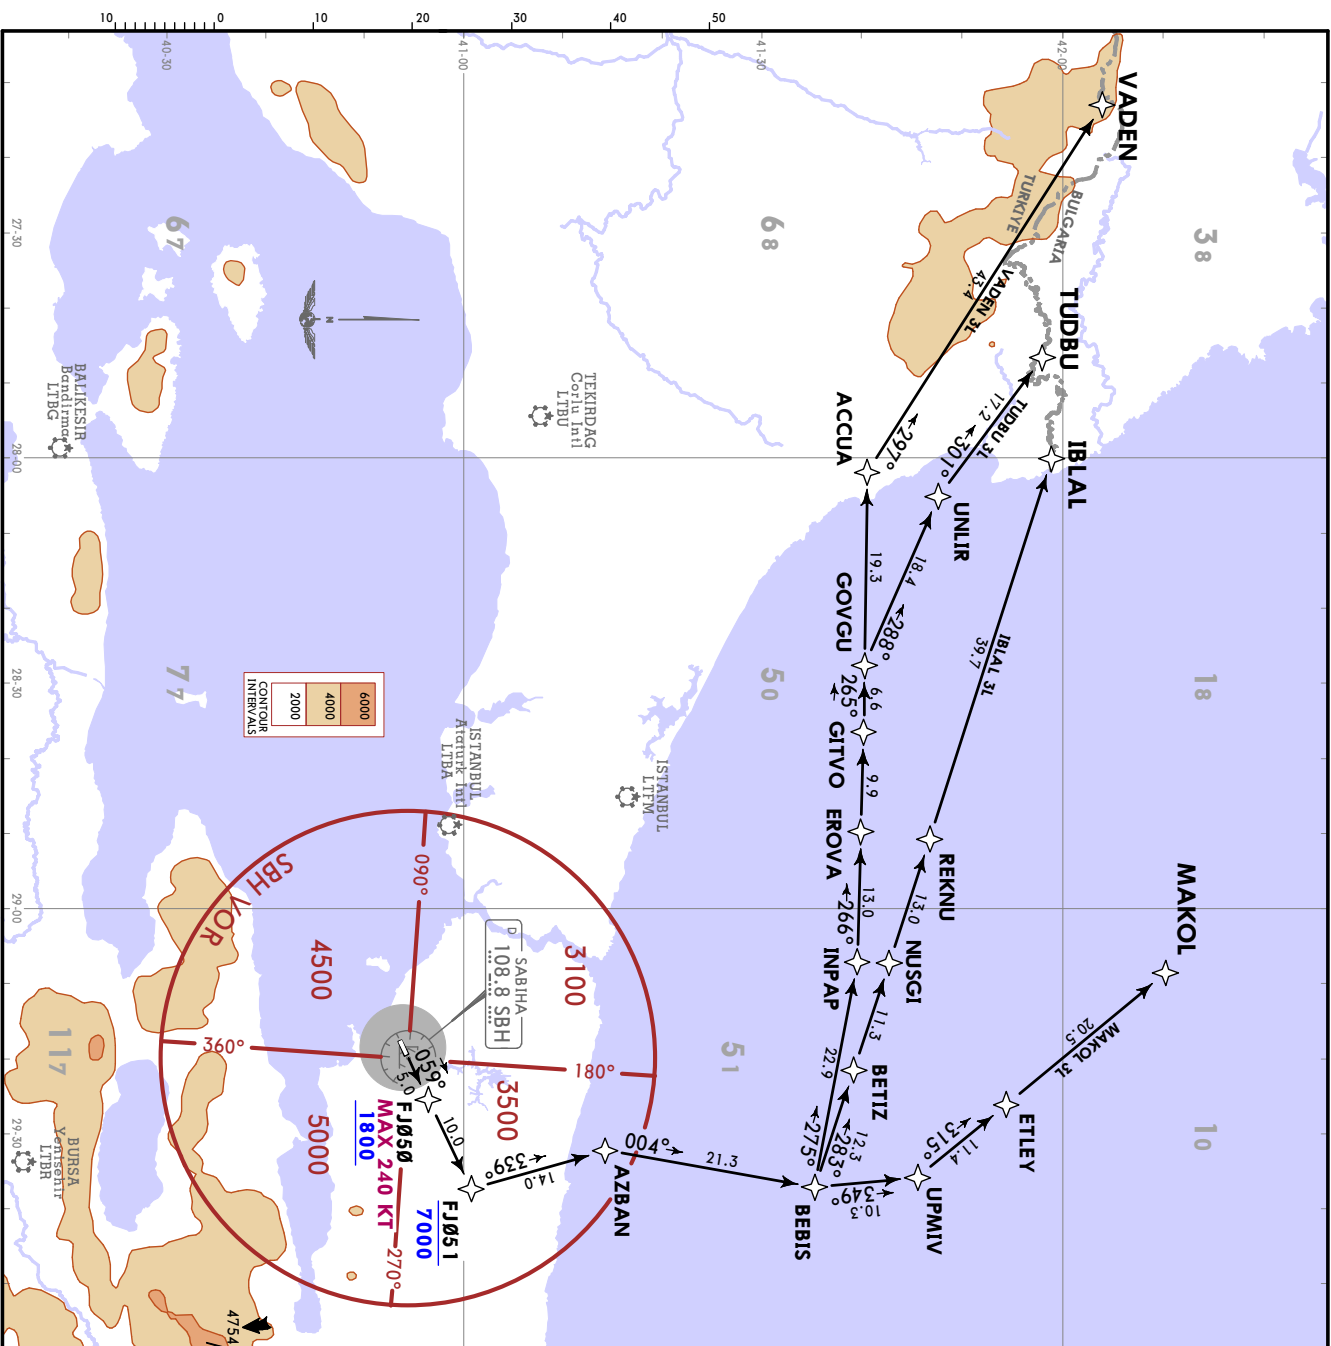 10 0 10 20 30 40 50
40-30
41-00
41-30
42-00
27-30
28-00
28-30
29-00
29-30
VADEN
TURKIYE
BULGARIA
38
68
67
TUDBU
IBLAL
43.4
VADEN 3L
297°
ACCUA
17.2
TUDBU 3L
301°
UNLIR
19.3
18.4
288°
GOVGU
IBLAL 3L
39.7
N
BALIKESIR
Bandirma
LTBG
TEKIRDAG
Corlu Intl
LTBU
77
50
18
265°
6.6
GITVO
9.9
EROVA
13.0
266°
INPAP
REKNU
13.0
NUSGI
11.3
BETIZ
MAKOL
20.5
MAKOL 3L
ETLEY
11.4
315°
UPMIV
10.3
349°
12.3
283°
22.9
275°
BEBIS
CONTOUR
INTERVALS
2000
4000
6000
ISTANBUL
Ataturk Intl
LTBA
ISTANBUL
LTFM
SBH VOR
090°
180°
270°
360°
4500
3100
3500
5000
SABIHA
D
108.8 SBH
059°
5.0
FJØ5Ø
MAX 240 KT
1800
10.0
FJØ51
7000
339°
14.0
AZBAN
004°
21.3
51
10
117
BURSA
Yenisehir
LTBR
4754